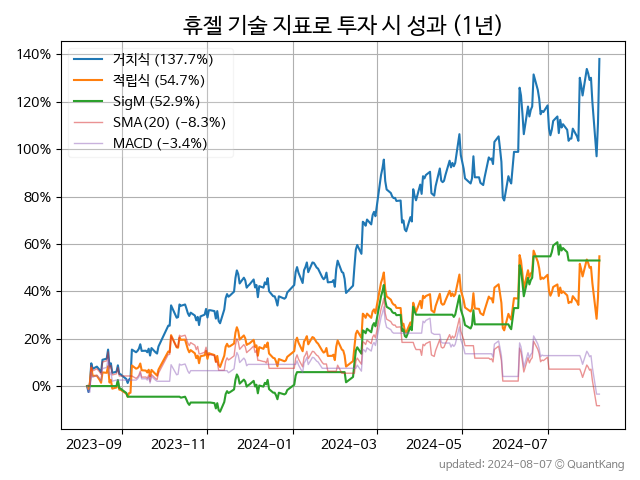 휴젤 기술 지표로 투자 시 성과 (1년)
140%
120%
100%
80%
60%
40%
20%
0%
거치식 (137.7%)
적립식 (54.7%)
SigM (52.9%)
SMA(20) (−8.3%)
MACD (−3.4%)
2023-09 2023-11 2024-01 2024-03 2024-05 2024-07
updated: 2024-08-07 © QuantKang